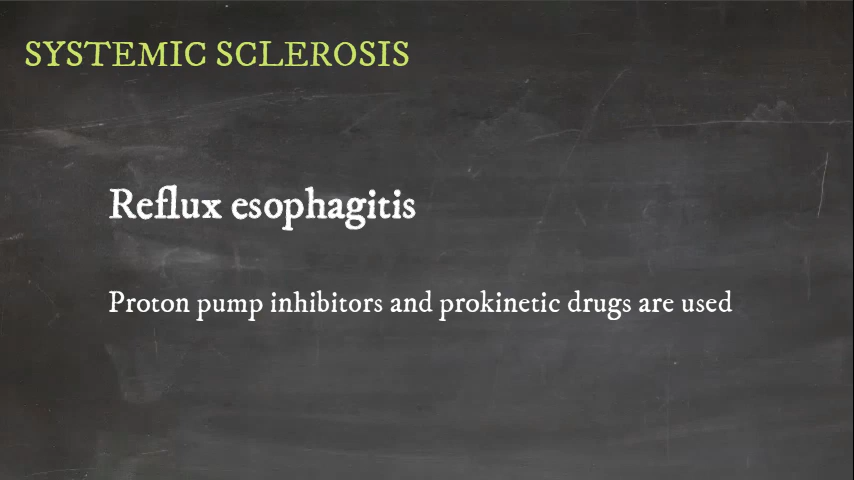 SYSTEMIC SCLEROSIS
Reflux esophagitis
Proton pump inhibitors and prokinetic drugs are used